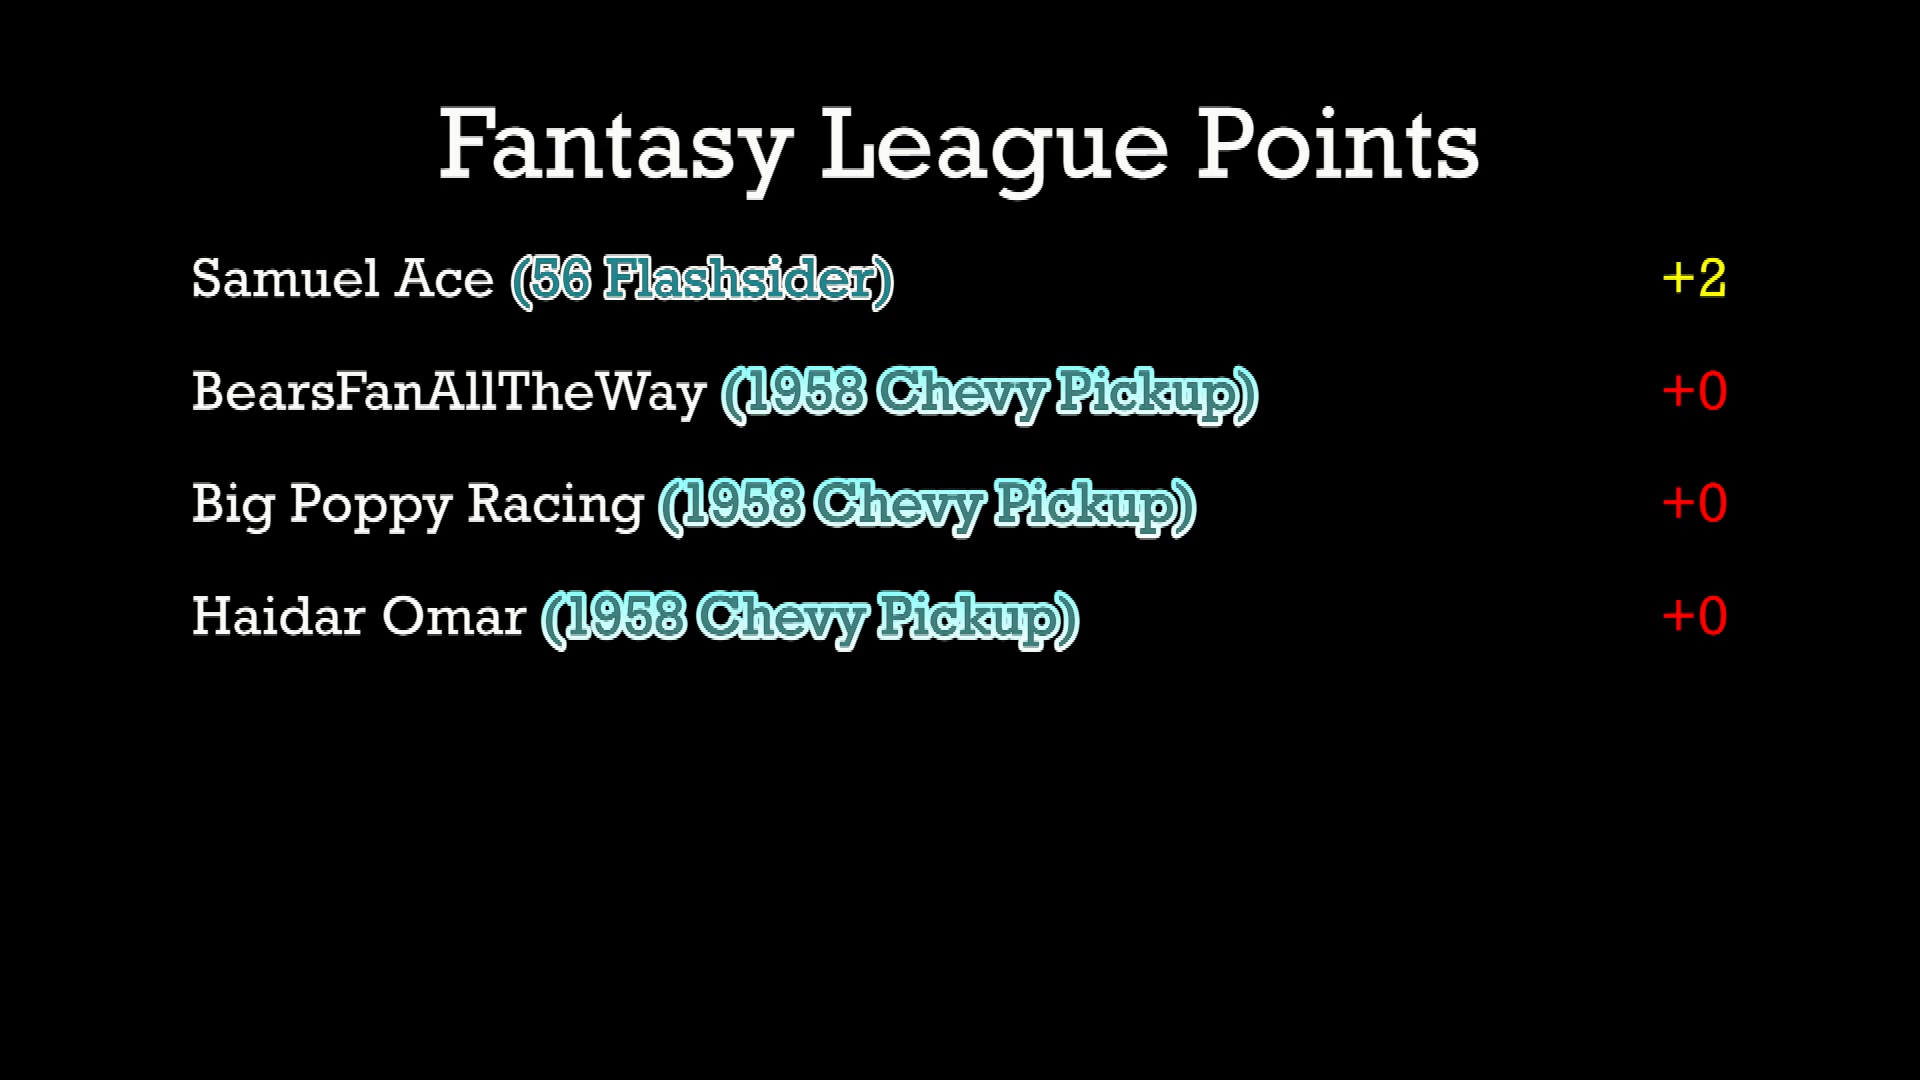 Fantasy League Points
Samuel Ace (56 Flashsider) +2
BearsFanAllTheWay (1958 Chevy Pickup) +0
Big Poppy Racing (1958 Chevy Pickup) +0
Haidar Omar (1958 Chevy Pickup) +0